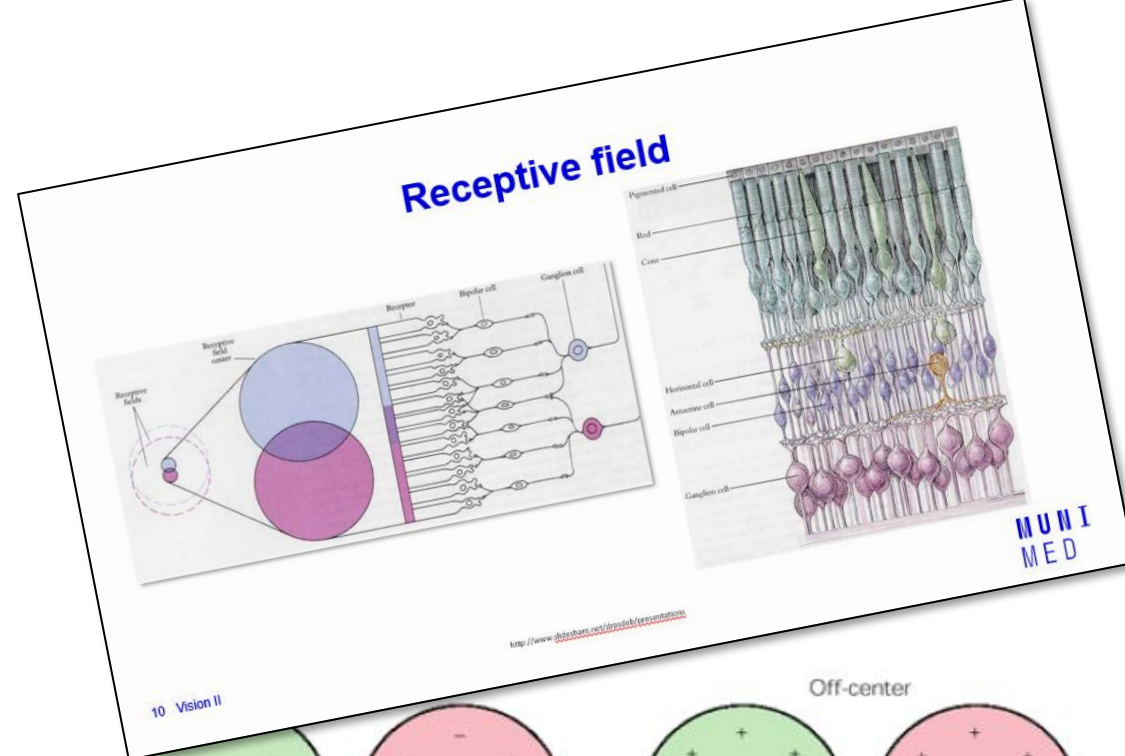 Receptive field
Pigmented cell
Rod
Cone
Horizontal cell
Amacrine cell
Bipolar cell
Ganglion cell
Receptive
fields
Receptive
field
center
Receptor
Bipolar cell
Ganglion cell
MUNI
MED
http://www.slideshare.net/drpsdeb/presentations
10 Vision II
Off-center
−
+
+
+
+